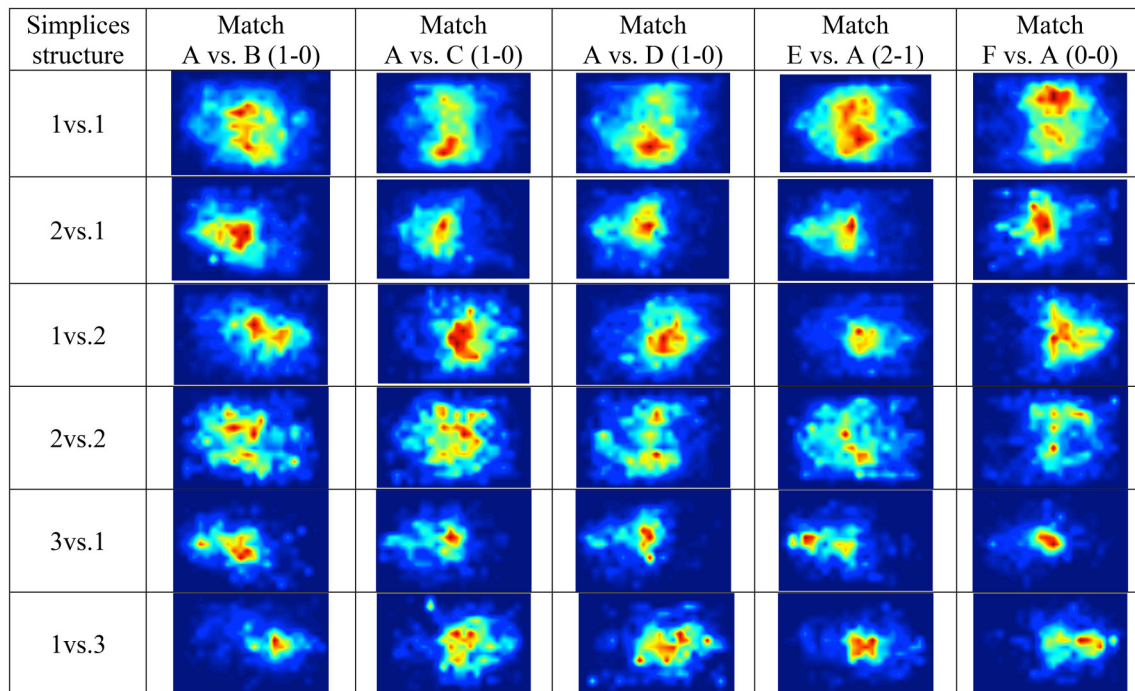 Simplices structure
Match A vs. B (1-0)
Match A vs. C (1-0)
Match A vs. D (1-0)
Match E vs. A (2-1)
Match F vs. A (0-0)
1vs.1
2vs.1
1vs.2
2vs.2
3vs.1
1vs.3